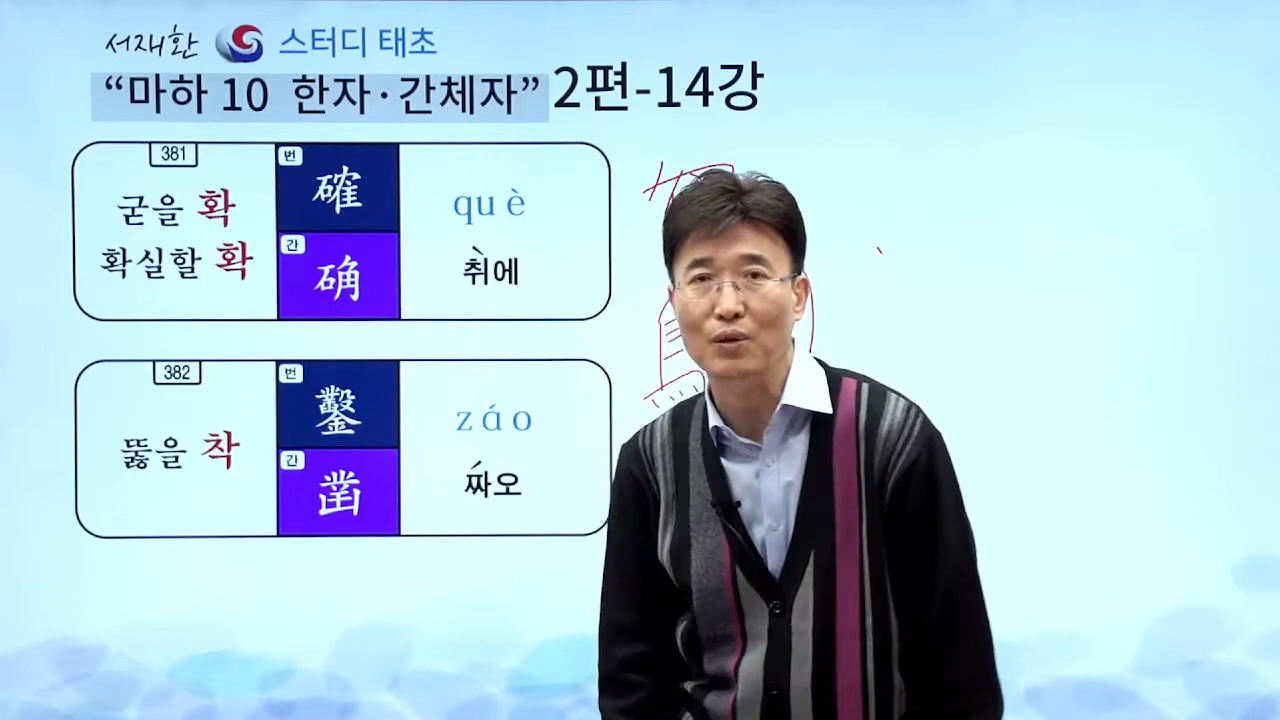 서재환 스터디 태초
“마하 10 한자·간체자” 2편-14강
381
굳을 확
확실할 확
번
確
간
确
què
취에
382
뚫을 착
번
鑿
간
凿
záo
짜오